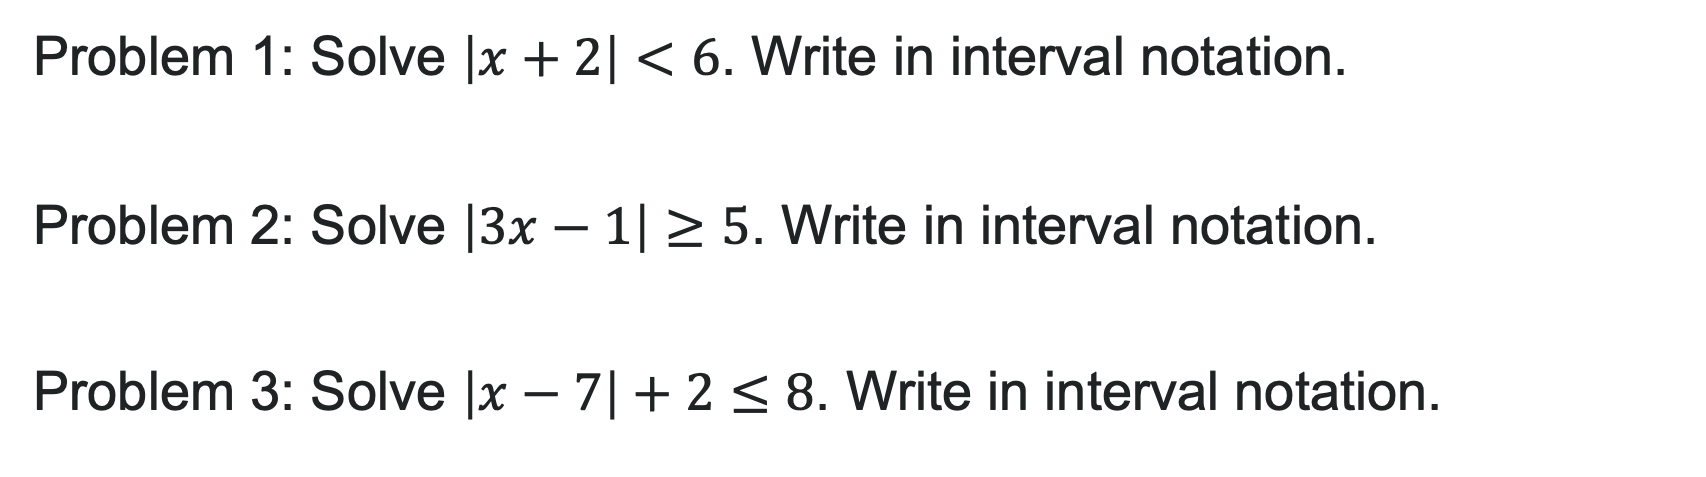 Problem 1: Solve |x + 2| < 6. Write in interval notation.
Problem 2: Solve |3x − 1| ≥ 5. Write in interval notation.
Problem 3: Solve |x − 7| + 2 ≤ 8. Write in interval notation.